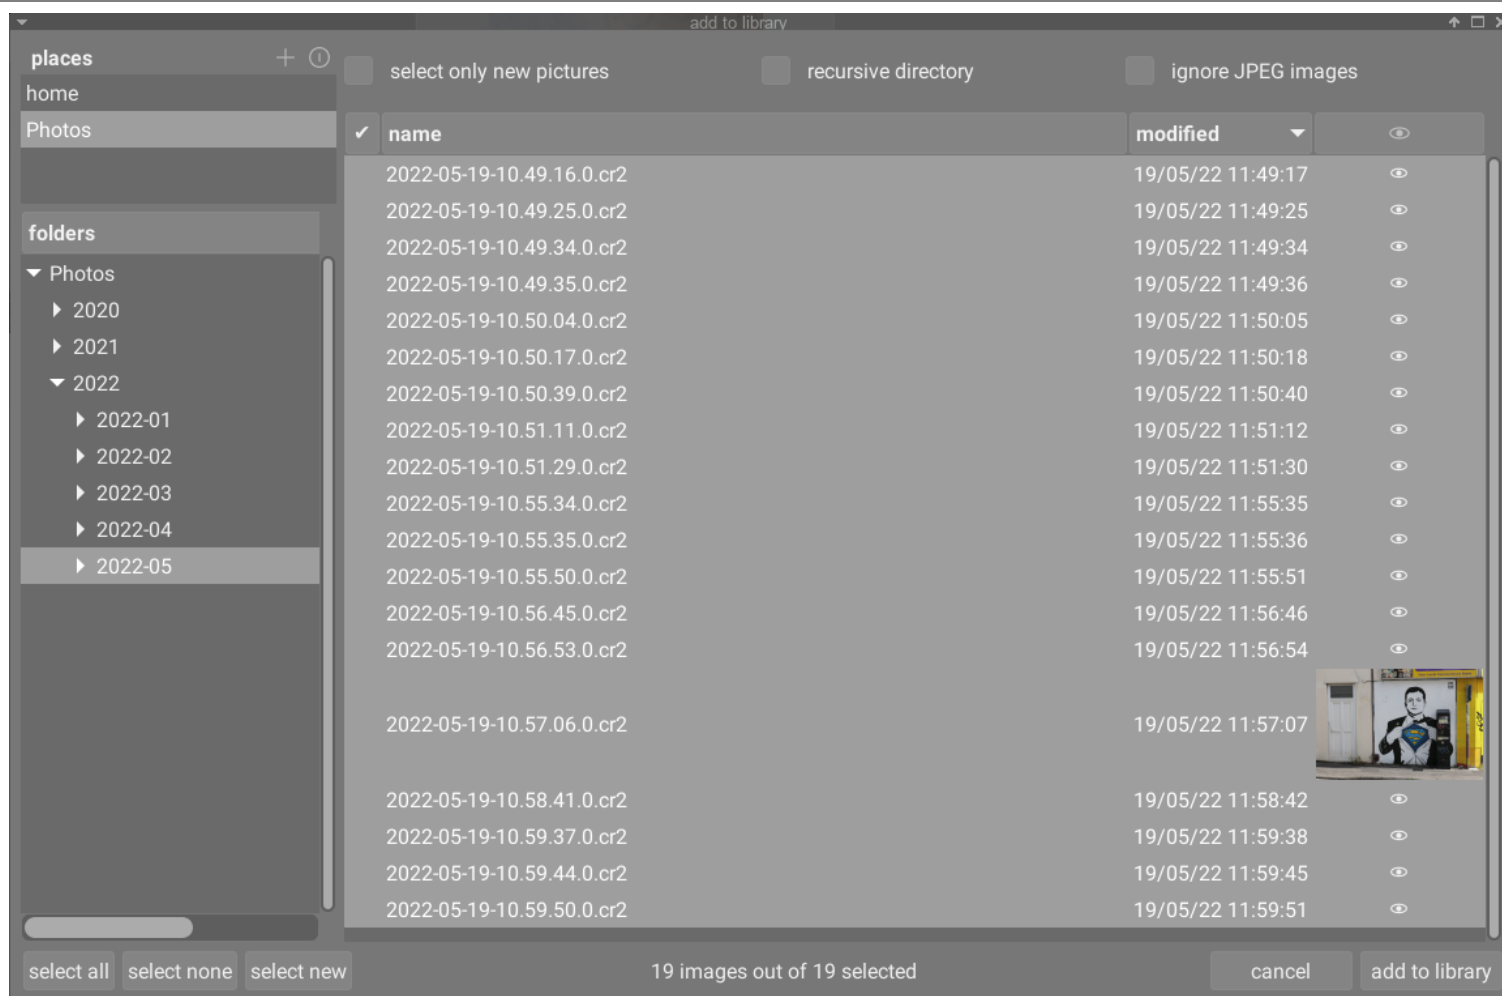 add to library
places
home
Photos
folders
Photos
2020
2021
2022
2022-01
2022-02
2022-03
2022-04
2022-05
select only new pictures recursive directory ignore JPEG images
✔ name modified
2022-05-19-10.49.16.0.cr2 19/05/22 11:49:17
2022-05-19-10.49.25.0.cr2 19/05/22 11:49:25
2022-05-19-10.49.34.0.cr2 19/05/22 11:49:34
2022-05-19-10.49.35.0.cr2 19/05/22 11:49:36
2022-05-19-10.50.04.0.cr2 19/05/22 11:50:05
2022-05-19-10.50.17.0.cr2 19/05/22 11:50:18
2022-05-19-10.50.39.0.cr2 19/05/22 11:50:40
2022-05-19-10.51.11.0.cr2 19/05/22 11:51:12
2022-05-19-10.51.29.0.cr2 19/05/22 11:51:30
2022-05-19-10.55.34.0.cr2 19/05/22 11:55:35
2022-05-19-10.55.35.0.cr2 19/05/22 11:55:36
2022-05-19-10.55.50.0.cr2 19/05/22 11:55:51
2022-05-19-10.56.45.0.cr2 19/05/22 11:56:46
2022-05-19-10.56.53.0.cr2 19/05/22 11:56:54
2022-05-19-10.57.06.0.cr2 19/05/22 11:57:07
2022-05-19-10.58.41.0.cr2 19/05/22 11:58:42
2022-05-19-10.59.37.0.cr2 19/05/22 11:59:38
2022-05-19-10.59.44.0.cr2 19/05/22 11:59:45
2022-05-19-10.59.50.0.cr2 19/05/22 11:59:51
select all select none select new 19 images out of 19 selected cancel add to library